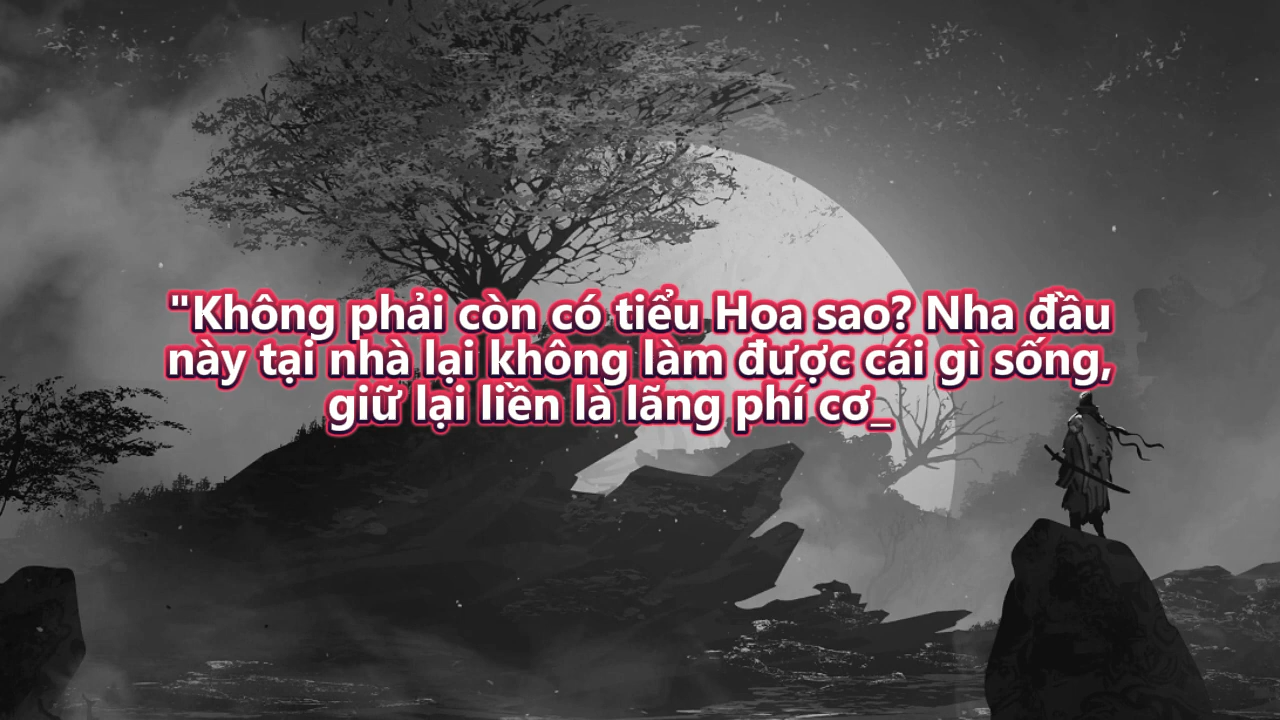 "Không phải còn có tiểu Hoa sao? Nha đầu
này tại nhà lại không làm được cái gì sống,
giữ lại liền là lãng phí cơ_